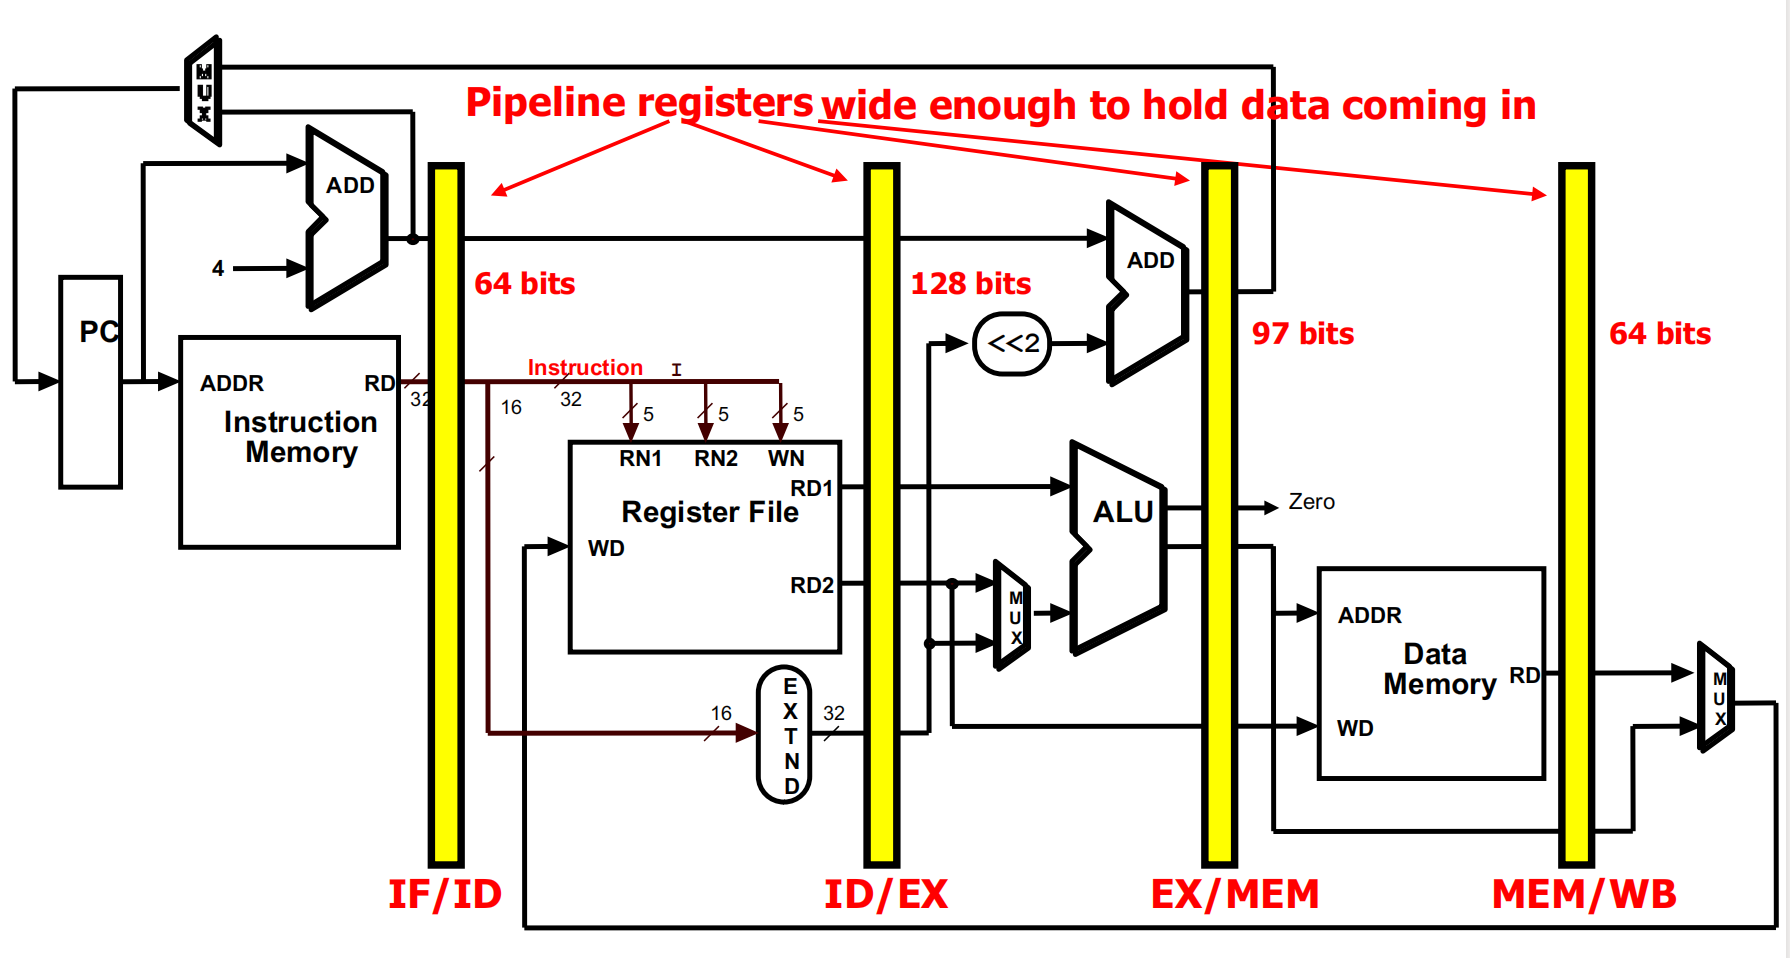 MUX
Pipeline registers wide enough to hold data coming in
ADD
4
64 bits
128 bits
ADD
97 bits
64 bits
PC
<<2
ADDR
RD
32
Instruction
Memory
Instruction
I
16
32
5
5
5
RN1
RN2
WN
RD1
Register File
WD
RD2
ALU
Zero
MUX
ADDR
Data
Memory
RD
WD
MUX
16
EXTND
32
IF/ID
ID/EX
EX/MEM
MEM/WB